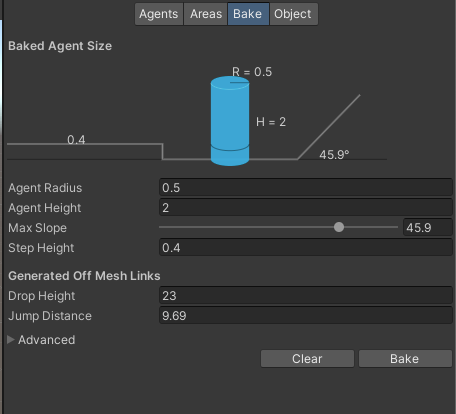 Agents Areas Bake Object
Baked Agent Size
R = 0.5
H = 2
0.4
45.9°
Agent Radius 0.5
Agent Height 2
Max Slope 45.9
Step Height 0.4
Generated Off Mesh Links
Drop Height 23
Jump Distance 9.69
Advanced
Clear Bake